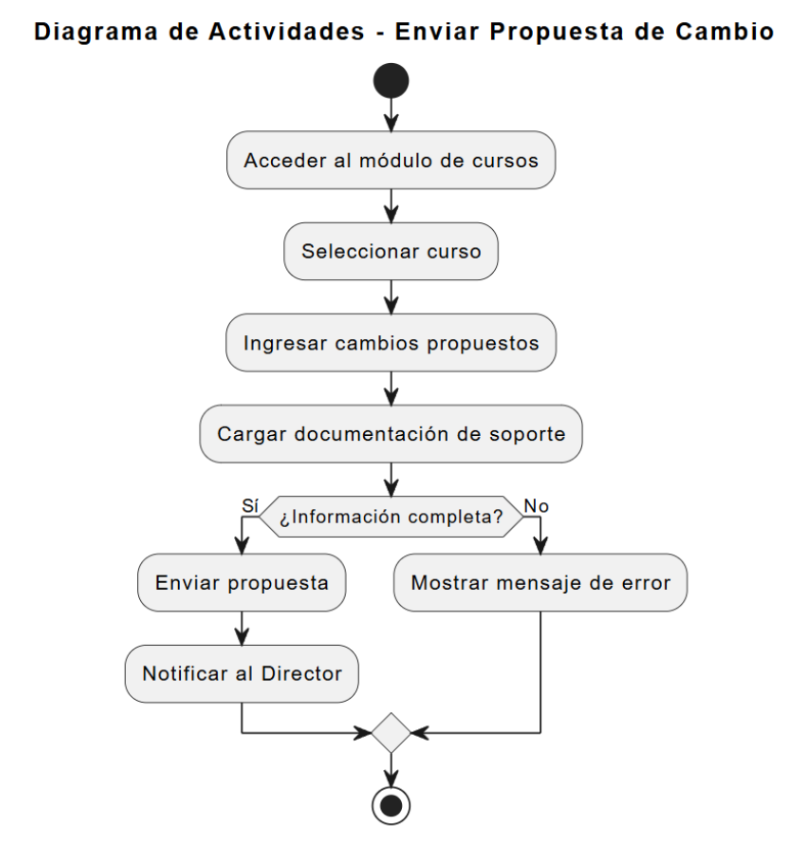 Diagrama de Actividades - Enviar Propuesta de Cambio
Acceder al módulo de cursos
Seleccionar curso
Ingresar cambios propuestos
Cargar documentación de soporte
Sí
¿Información completa?
No
Enviar propuesta
Mostrar mensaje de error
Notificar al Director